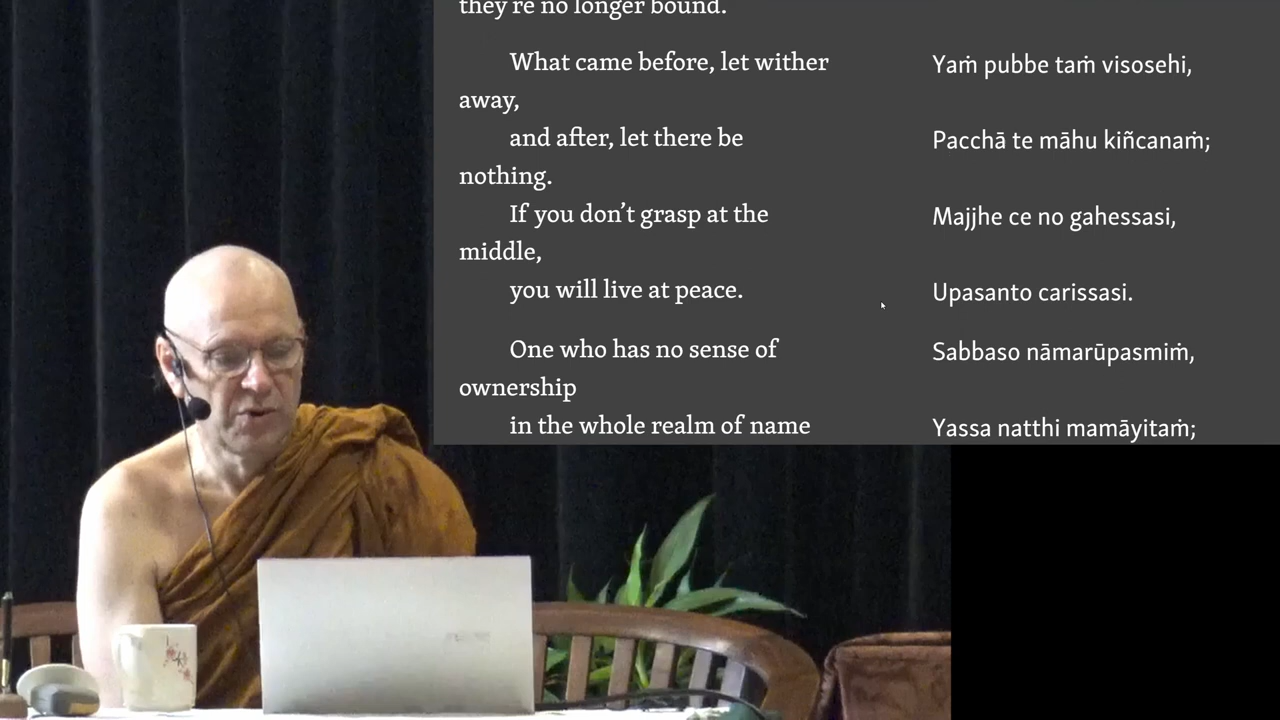 they're no longer bound.
What came before, let wither
away,
and after, let there be
nothing.
If you don’t grasp at the
middle,
you will live at peace.
One who has no sense of
ownership
in the whole realm of name
Yaṁ pubbe taṁ visosehi,
Pacchā te māhu kiñcanaṁ;
Majjhe ce no gahessasi,
Upasanto carissasi.
Sabbaso nāmarūpasmiṁ,
Yassa natthi mamāyitaṁ;